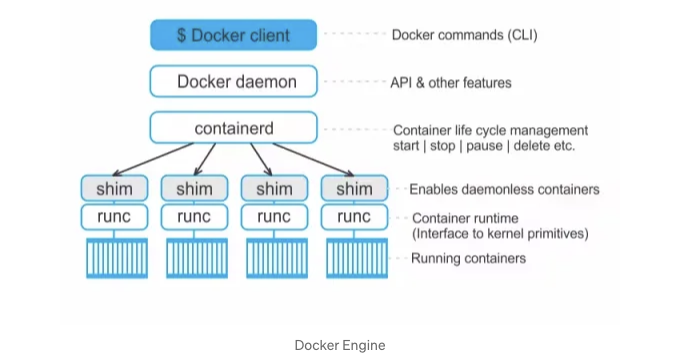 $ Docker client
Docker commands (CLI)
Docker daemon
API & other features
containerd
Container life cycle management
start | stop | pause | delete etc.
shim shim shim shim
Enables daemonless containers
runc runc runc runc
Container runtime
(Interface to kernel primitives)
Running containers
Docker Engine